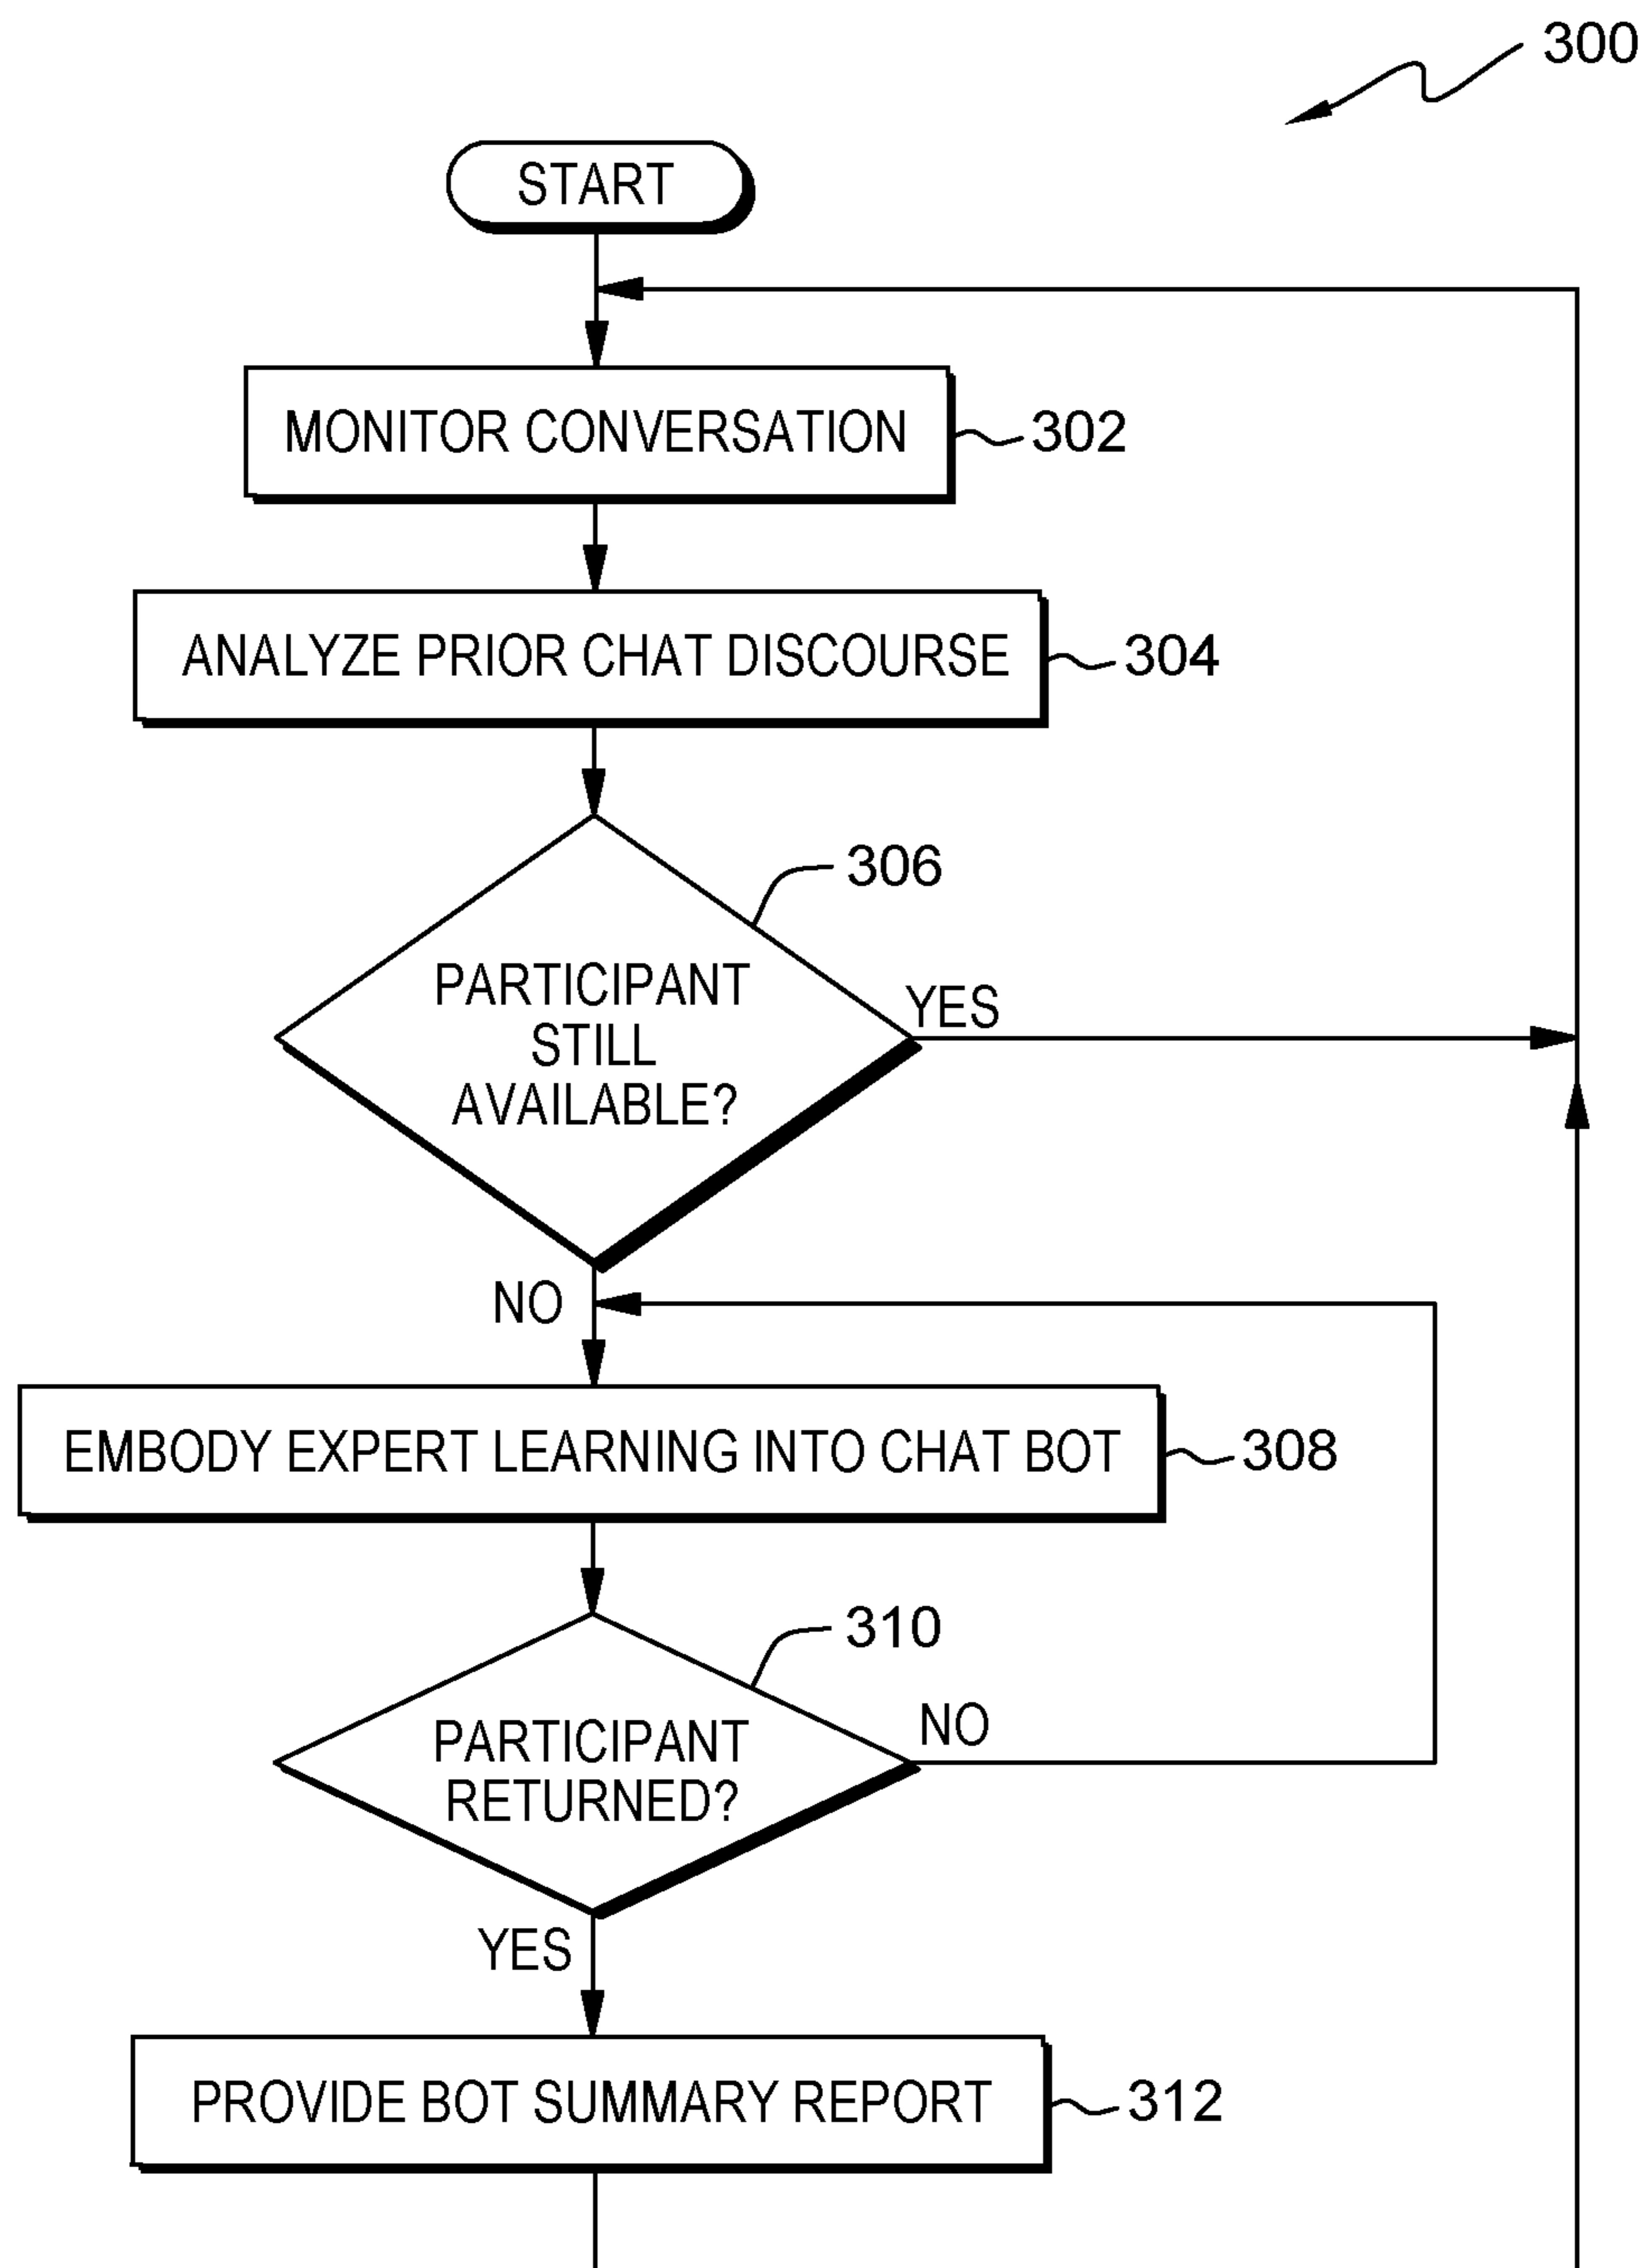 300
START
MONITOR CONVERSATION
302
ANALYZE PRIOR CHAT DISCOURSE
304
306
PARTICIPANT
STILL
AVAILABLE?
YES
NO
EMBODY EXPERT LEARNING INTO CHAT BOT
308
310
PARTICIPANT
RETURNED?
NO
YES
PROVIDE BOT SUMMARY REPORT
312